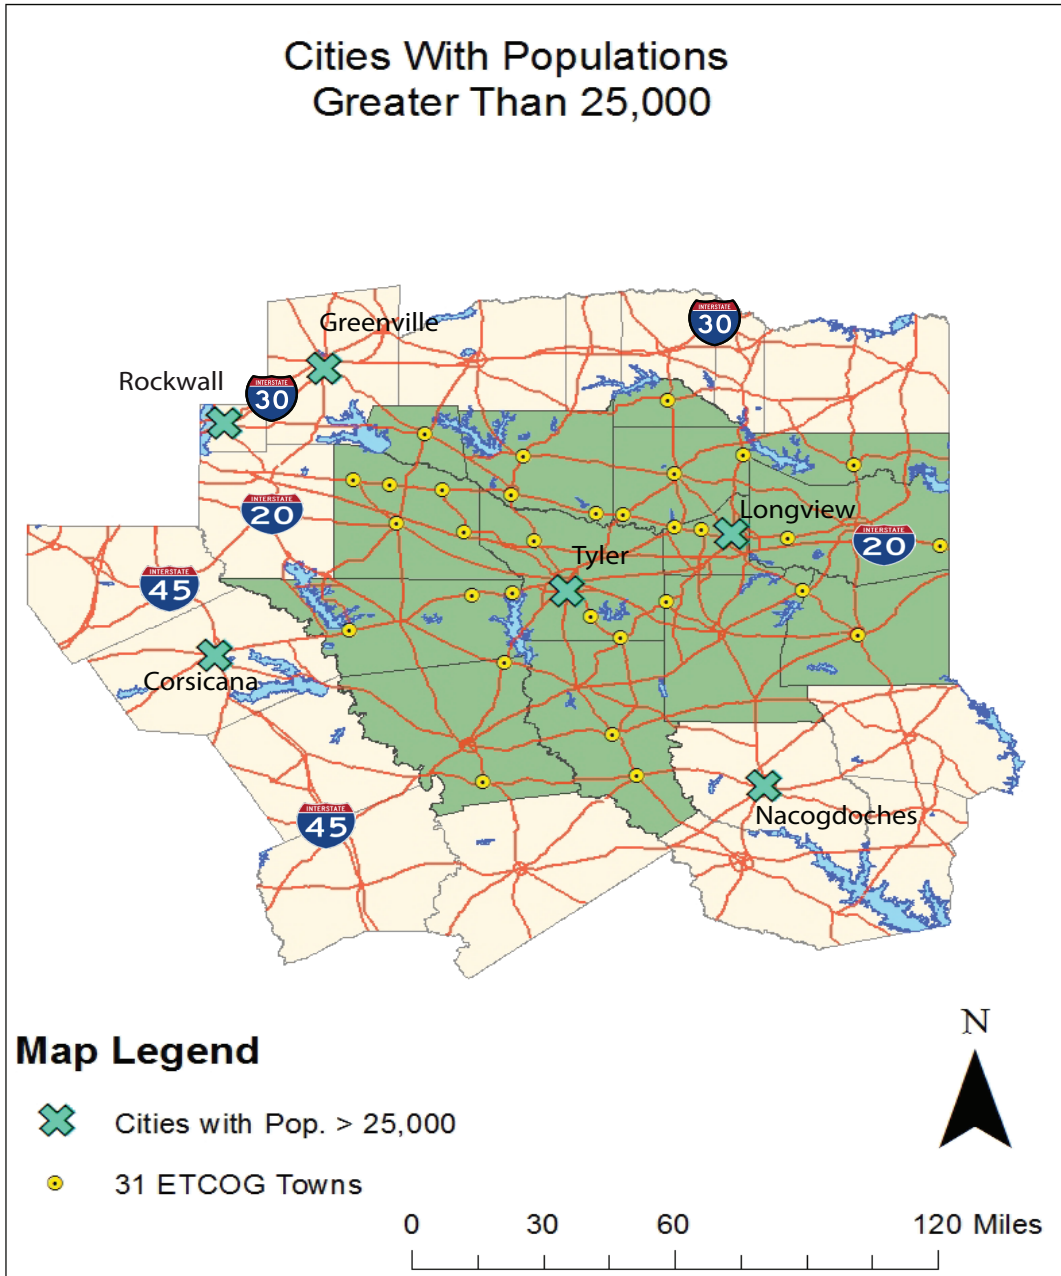 Cities With Populations
Greater Than 25,000
INTERSTATE
30
Greenville
Rockwall
INTERSTATE
30
INTERSTATE
20
Longview
INTERSTATE
20
Tyler
INTERSTATE
45
Corsicana
INTERSTATE
45
Nacogdoches
N
Map Legend
Cities with Pop. > 25,000
31 ETCOG Towns
0 30 60 120 Miles